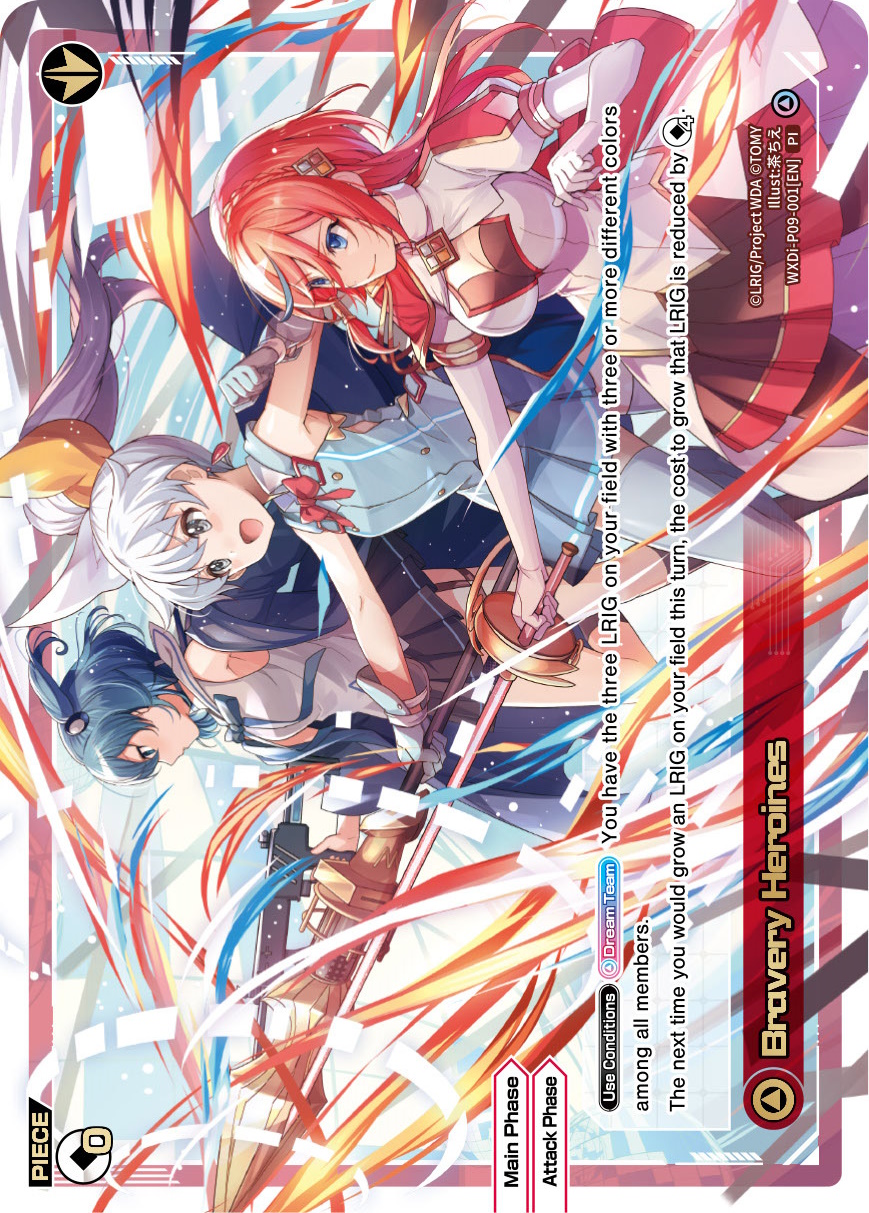 PIECE
0
Main Phase
Attack Phase
Use Conditions Dream Team You have the three LRIG on your field with three or more different colors
among all members.
The next time you would grow an LRIG on your field this turn, the cost to grow that LRIG is reduced by 4.
Bravery Heroines
©LRIG/Project WDA ©TOMY
Illust:茶ちえ
WXDi-P09-001[EN] PI